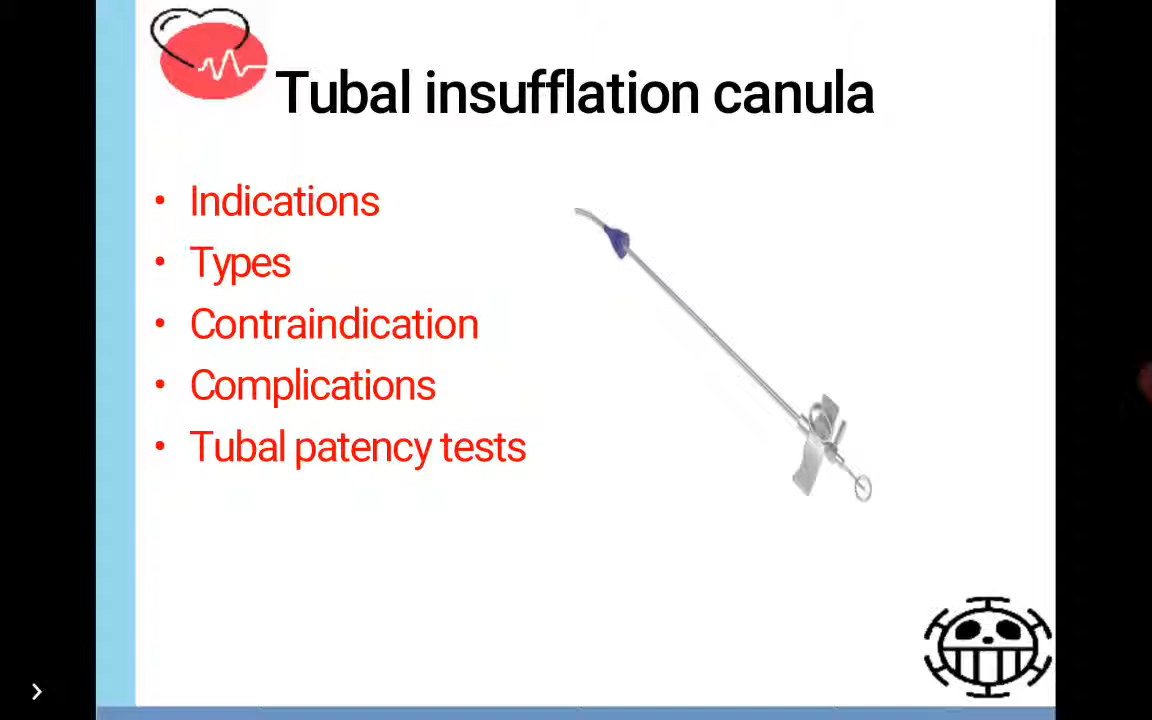 Tubal insufflation canula
• Indications
• Types
• Contraindication
• Complications
• Tubal patency tests